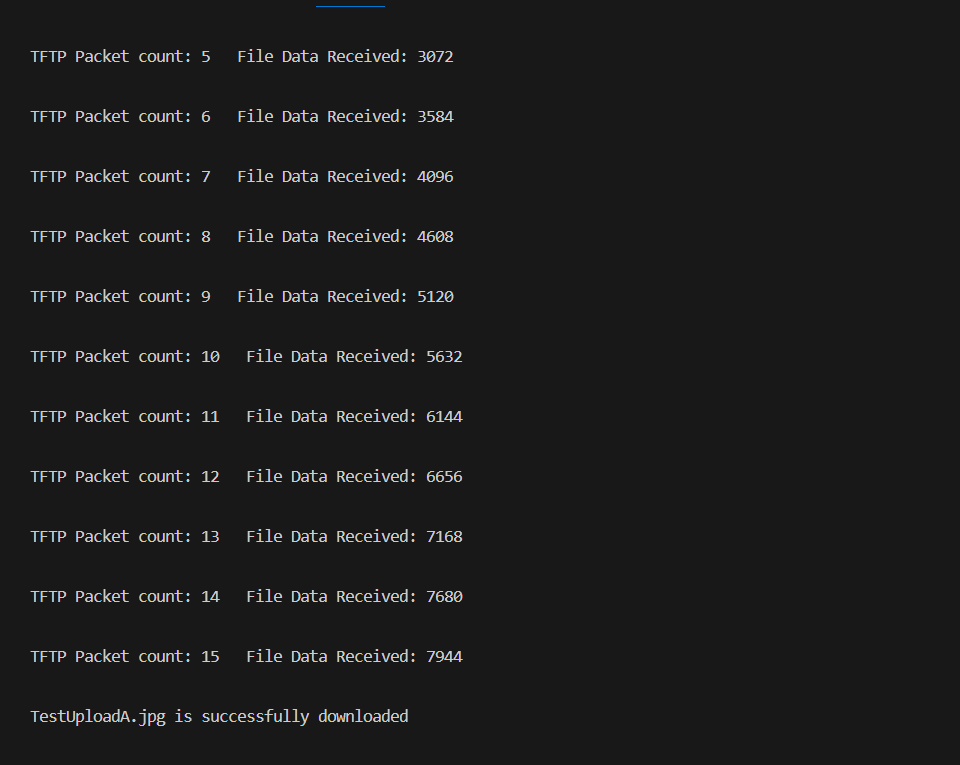 TFTP Packet count: 5   File Data Received: 3072
TFTP Packet count: 6   File Data Received: 3584
TFTP Packet count: 7   File Data Received: 4096
TFTP Packet count: 8   File Data Received: 4608
TFTP Packet count: 9   File Data Received: 5120
TFTP Packet count: 10   File Data Received: 5632
TFTP Packet count: 11   File Data Received: 6144
TFTP Packet count: 12   File Data Received: 6656
TFTP Packet count: 13   File Data Received: 7168
TFTP Packet count: 14   File Data Received: 7680
TFTP Packet count: 15   File Data Received: 7944
TestUploadA.jpg is successfully downloaded